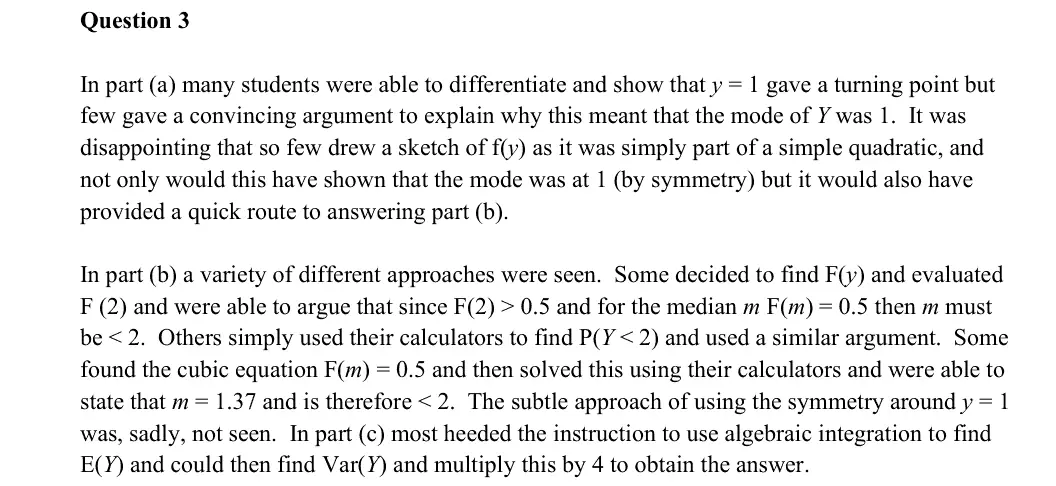 Question 3
In part (a) many students were able to differentiate and show that y = 1 gave a turning point but
few gave a convincing argument to explain why this meant that the mode of Y was 1.  It was
disappointing that so few drew a sketch of f(y) as it was simply part of a simple quadratic, and
not only would this have shown that the mode was at 1 (by symmetry) but it would also have
provided a quick route to answering part (b).
In part (b) a variety of different approaches were seen.  Some decided to find F(y) and evaluated
F (2) and were able to argue that since F(2) > 0.5 and for the median m F(m) = 0.5 then m must
be < 2.  Others simply used their calculators to find P(Y < 2) and used a similar argument.  Some
found the cubic equation F(m) = 0.5 and then solved this using their calculators and were able to
state that m = 1.37 and is therefore < 2.  The subtle approach of using the symmetry around y = 1
was, sadly, not seen.  In part (c) most heeded the instruction to use algebraic integration to find
E(Y) and could then find Var(Y) and multiply this by 4 to obtain the answer.